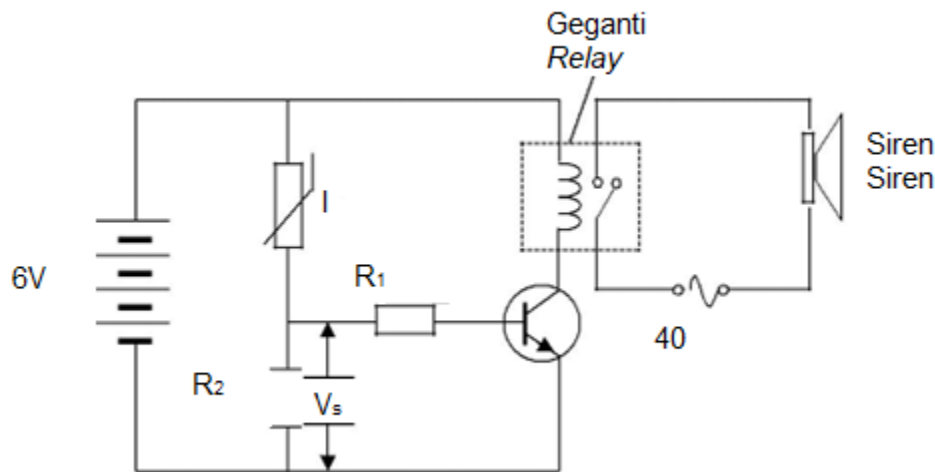 Geganti
Relay
Siren
Siren
I
6V
R₁
40
R₂
Vₛ